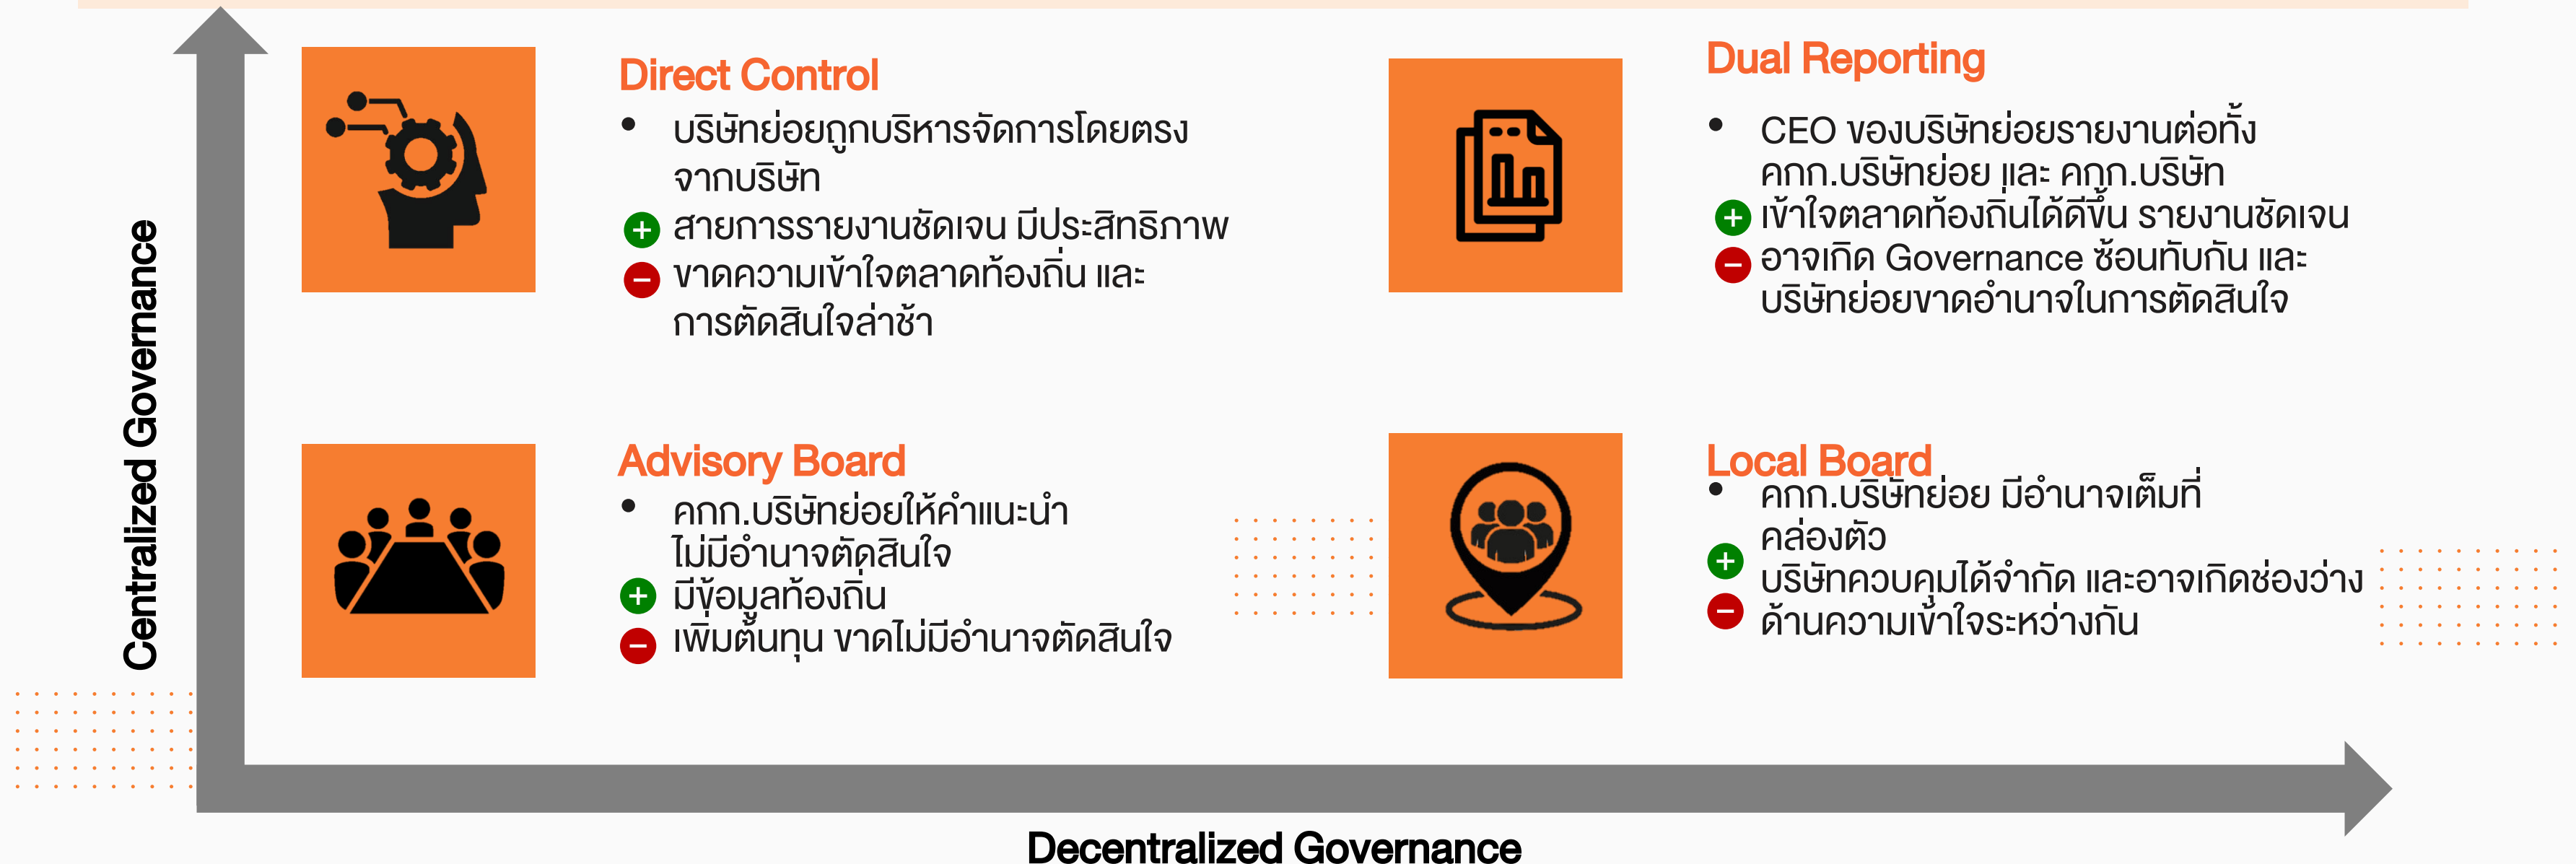 Centralized Governance
Direct Control
• บริษัทย่อยถูกบริหารจัดการโดยตรง
จากบริษัท
+ สายการรายงานชัดเจน มีประสิทธิภาพ
− ขาดความเข้าใจตลาดท้องถิ่น และ
การตัดสินใจล่าช้า
Dual Reporting
• CEO ของบริษัทย่อยรายงานต่อทั้ง
คกก.บริษัทย่อย และ คกก.บริษัท
+ เข้าใจตลาดท้องถิ่นได้ดีขึ้น รายงานชัดเจน
− อาจเกิด Governance ซ้อนทับกัน และ
บริษัทย่อยขาดอำนาจในการตัดสินใจ
Advisory Board
• คกก.บริษัทย่อยให้คำแนะนำ
ไม่มีอำนาจตัดสินใจ
+ มีข้อมูลท้องถิ่น
− เพิ่มต้นทุน ขาดไม่มีอำนาจตัดสินใจ
Local Board
• คกก.บริษัทย่อย มีอำนาจเต็มที่
คล่องตัว
+ บริษัทควบคุมได้จำกัด และอาจเกิดช่องว่าง
− ด้านความเข้าใจระหว่างกัน
Decentralized Governance